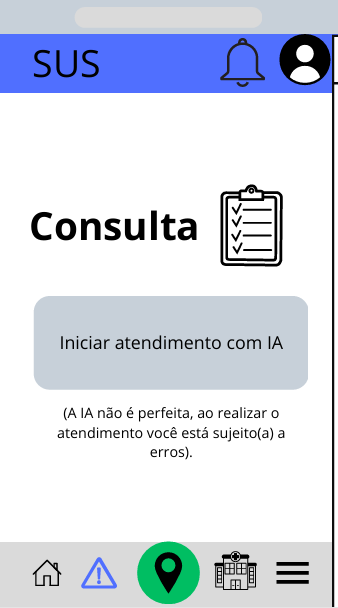 SUS
Consulta
Iniciar atendimento com IA
(A IA não é perfeita, ao realizar o
atendimento você está sujeito(a) a
erros).